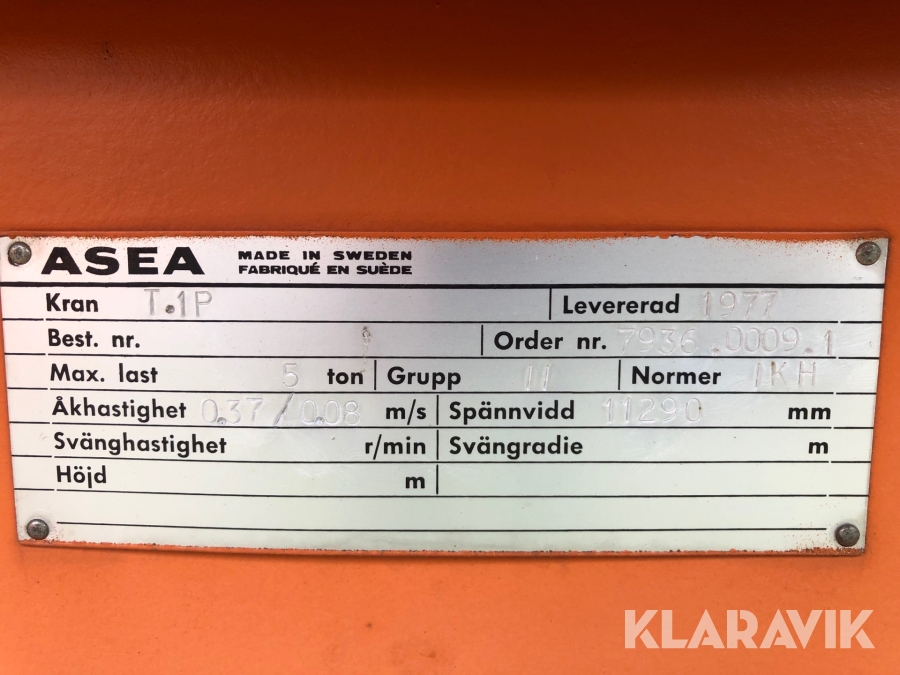 ASEA MADE IN SWEDEN
FABRIQUÉ EN SUÈDE
Kran T.1P Levererad 1977
Best. nr. Order nr. 7936.0009.1
Max. last 5 ton Grupp II Normer IKH
Åkhastighet 0.37/0.08 m/s Spännvidd 11290 mm
Svänghastighet r/min Svängradie m
Höjd m
KLARAVIK